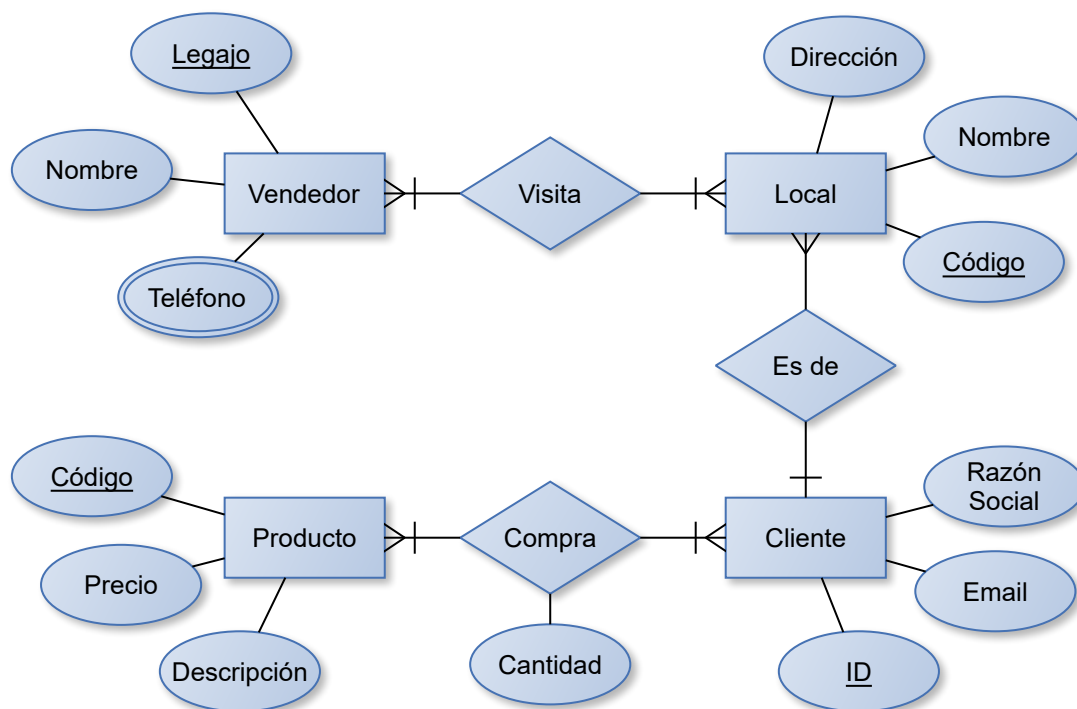 Legajo
Dirección
Nombre
Nombre
Vendedor
Visita
Local
Código
Teléfono
Es de
Código
Razón
Social
Producto
Compra
Cliente
Precio
Email
Descripción
Cantidad
ID